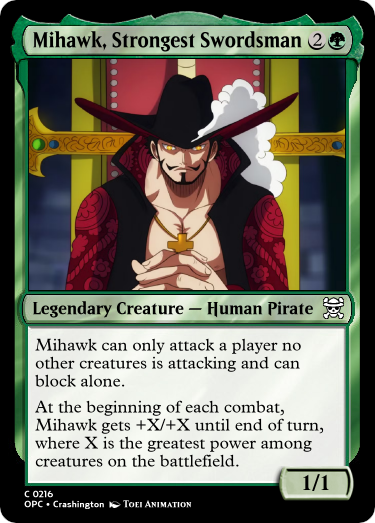 Mihawk, Strongest Swordsman 2
Legendary Creature — Human Pirate
Mihawk can only attack a player no
other creatures is attacking and can
block alone.
At the beginning of each combat,
Mihawk gets +X/+X until end of turn,
where X is the greatest power among
creatures on the battlefield.
1/1
C 0216
OPC • Crashington Toei Animation